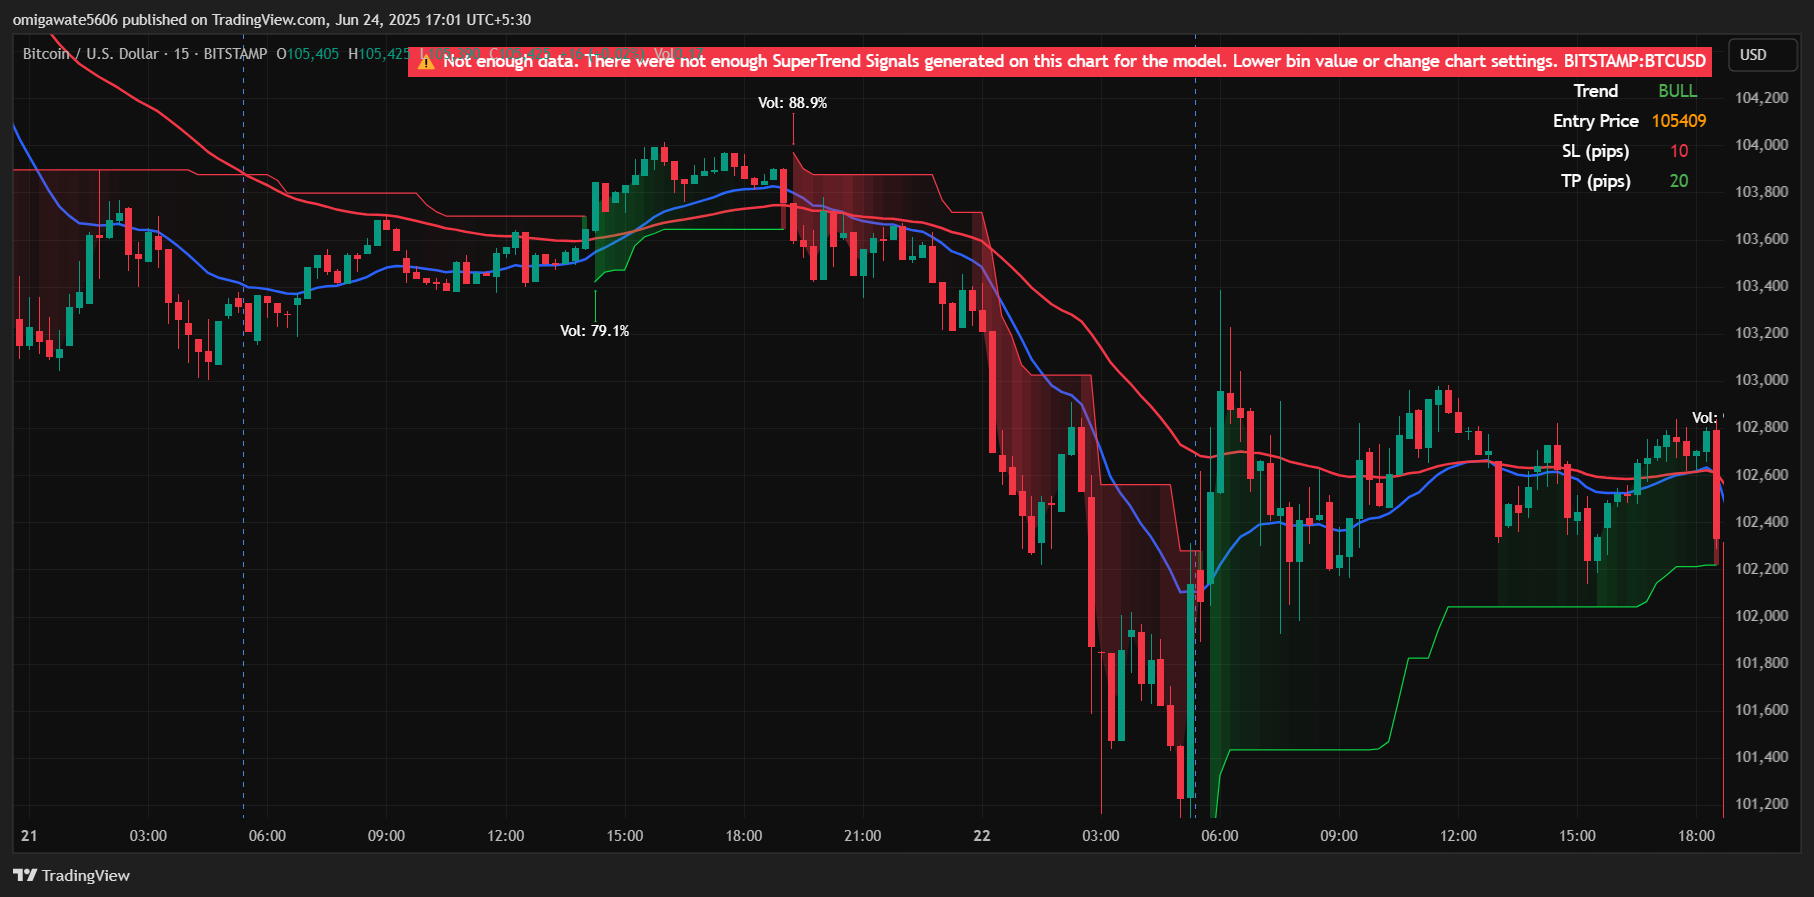 omigawate5606 published on TradingView.com, Jun 24, 2025 17:01 UTC+5:30
Bitcoin / U.S. Dollar · 15 · BITSTAMP O105,405 H105,425
⚠ Not enough data. There were not enough SuperTrend Signals generated on this chart for the model. Lower bin value or change chart settings. BITSTAMP:BTCUSD
USD
Trend BULL
Entry Price 105409
SL (pips) 10
TP (pips) 20
Vol: 88.9%
Vol: 79.1%
Vol:
104,200
104,000
103,800
103,600
103,400
103,200
103,000
102,800
102,600
102,400
102,200
102,000
101,800
101,600
101,400
101,200
21 03:00 06:00 09:00 12:00 15:00 18:00 21:00 22 03:00 06:00 09:00 12:00 15:00 18:00
TradingView